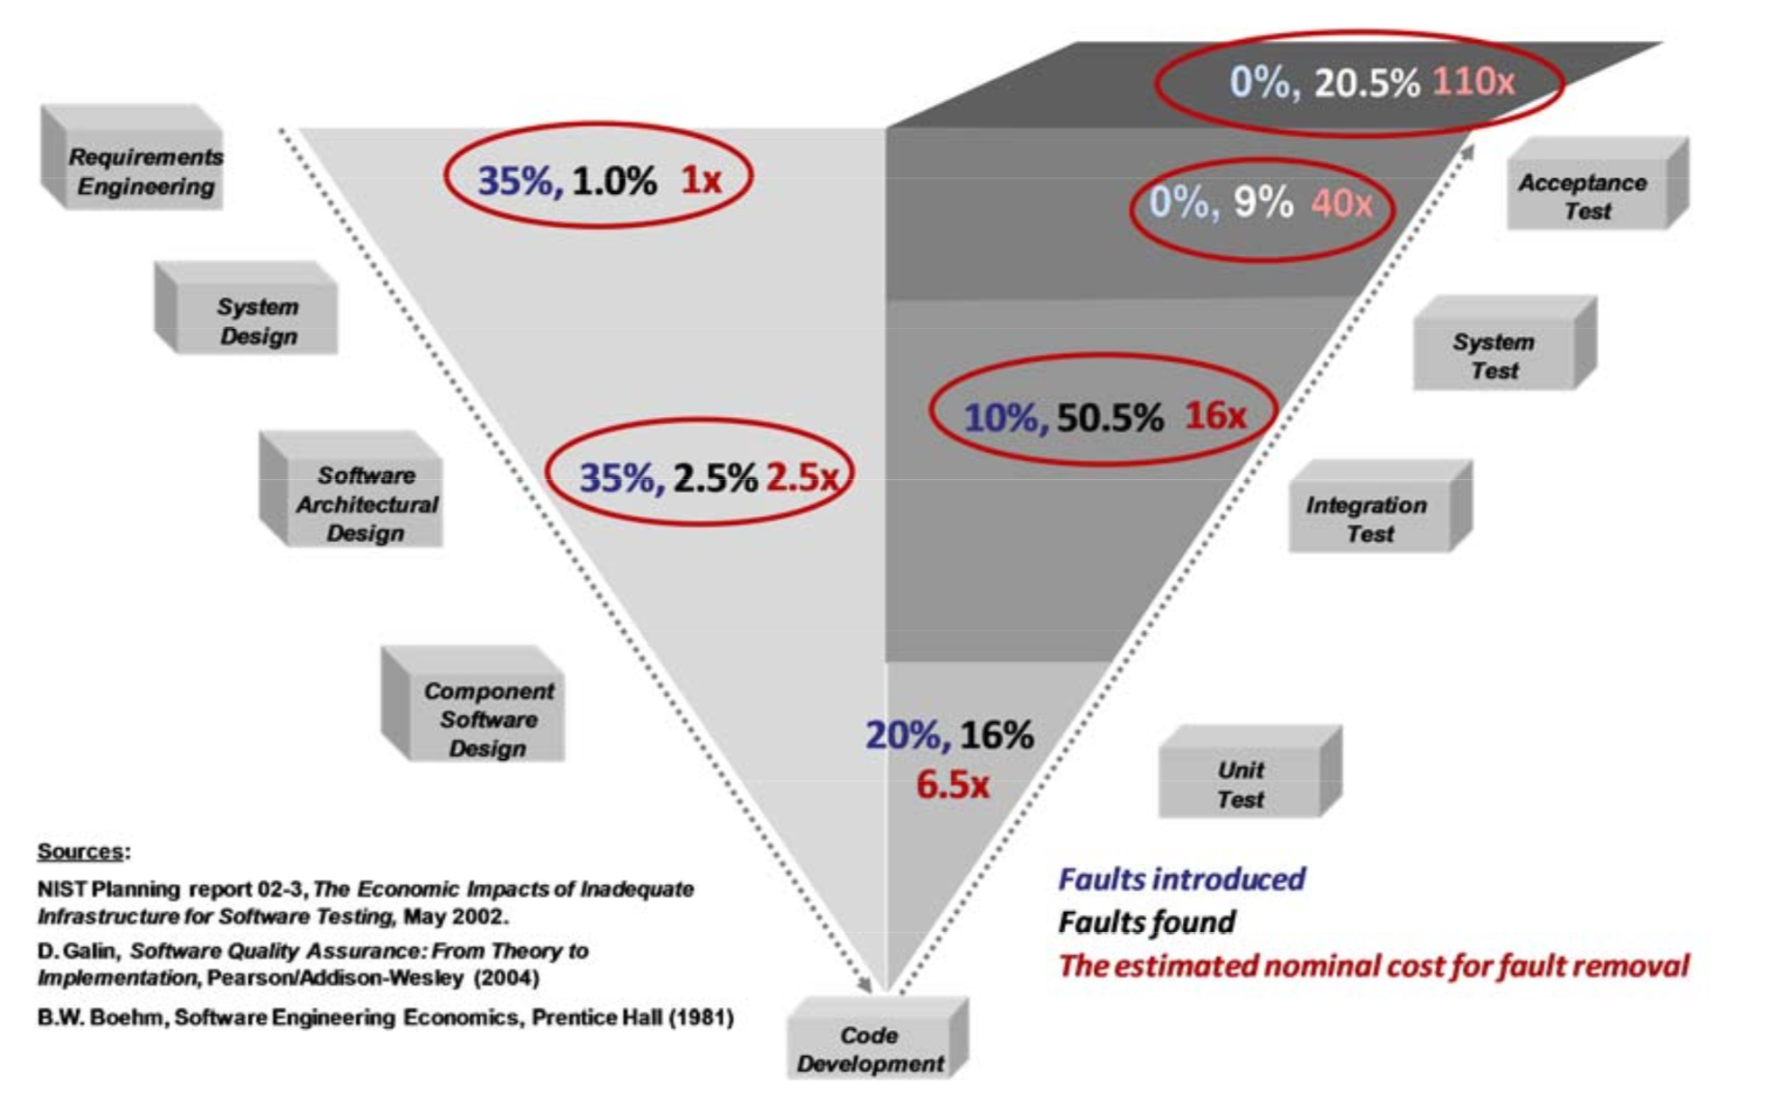 0%, 20.5% 110x
Requirements
Engineering
35%, 1.0% 1x
0%, 9% 40x
Acceptance
Test
System
Design
System
Test
10%, 50.5% 16x
Software
Architectural
Design
35%, 2.5% 2.5x
Integration
Test
Component
Software
Design
20%, 16%
6.5x
Unit
Test
Sources:
NIST Planning report 02-3, The Economic Impacts of Inadequate
Infrastructure for Software Testing, May 2002.
D. Galin, Software Quality Assurance: From Theory to
Implementation, Pearson/Addison-Wesley (2004)
B.W. Boehm, Software Engineering Economics, Prentice Hall (1981)
Faults introduced
Faults found
The estimated nominal cost for fault removal
Code
Development